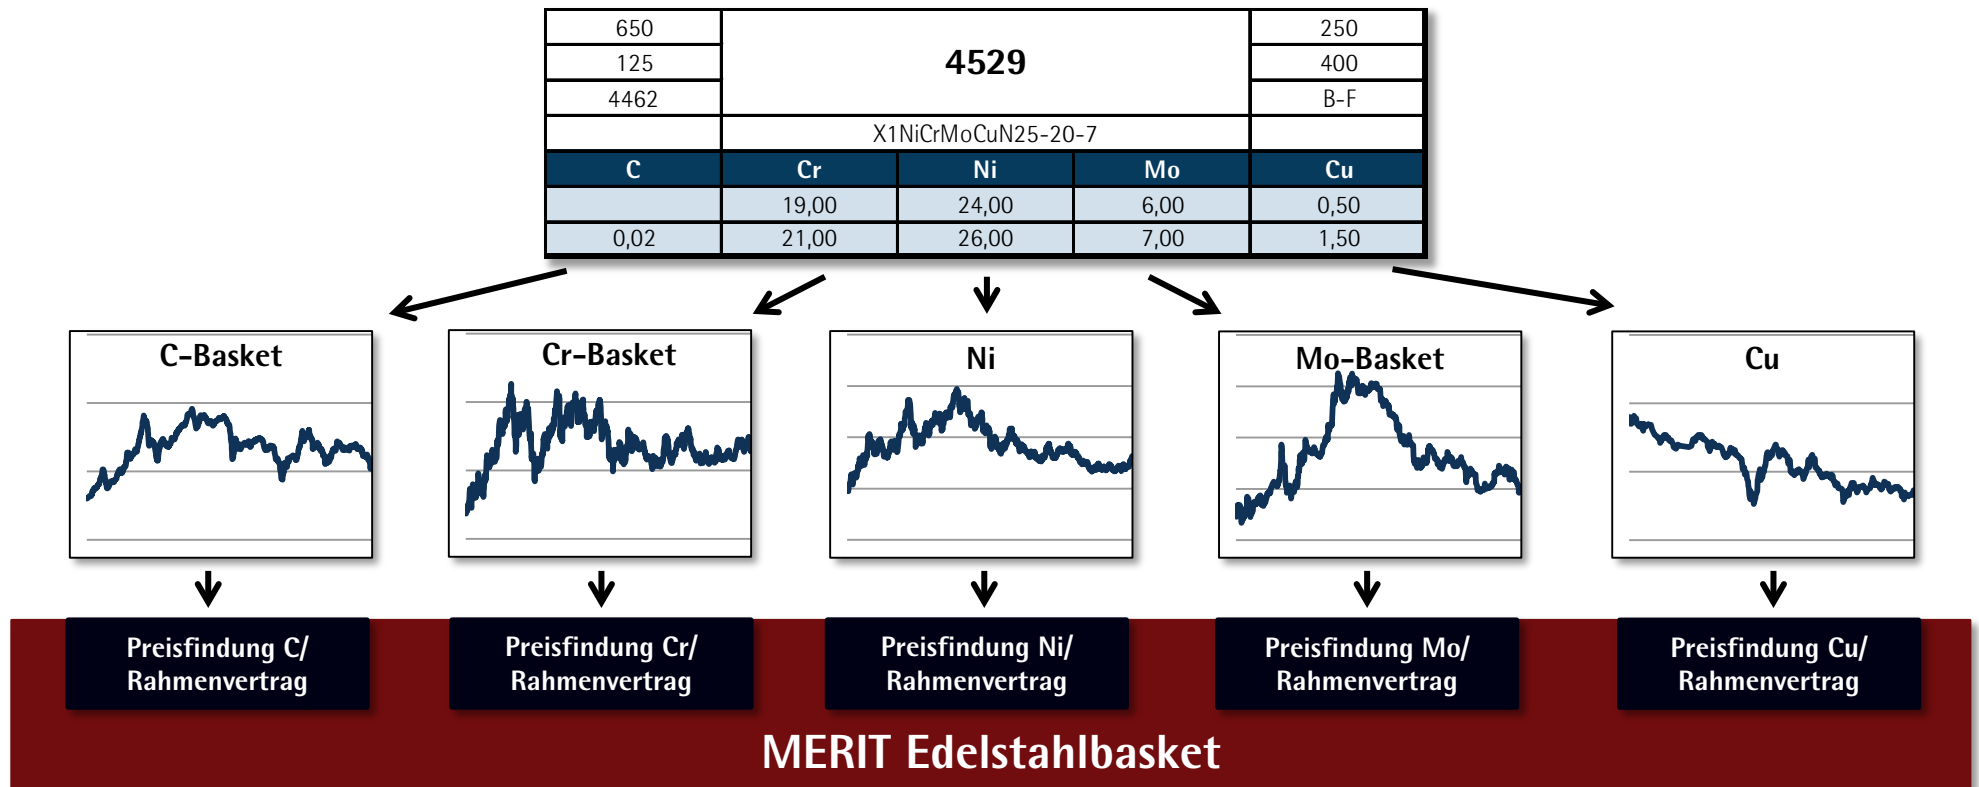 650
4529
250
125
400
4462
B-F
X1NiCrMoCuN25-20-7
C Cr Ni Mo Cu
19,00 24,00 6,00 0,50
0,02 21,00 26,00 7,00 1,50
C-Basket
Cr-Basket
Ni
Mo-Basket
Cu
Preisfindung C/
Rahmenvertrag
Preisfindung Cr/
Rahmenvertrag
Preisfindung Ni/
Rahmenvertrag
Preisfindung Mo/
Rahmenvertrag
Preisfindung Cu/
Rahmenvertrag
MERIT Edelstahlbasket